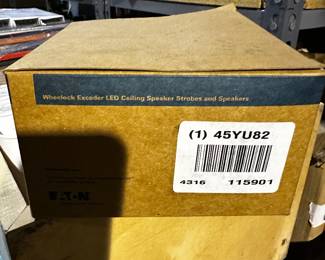 Wheelock Exceder LED Ceiling Speaker Strobes and Speakers
(1) 45YU82
4316 115901
EATON